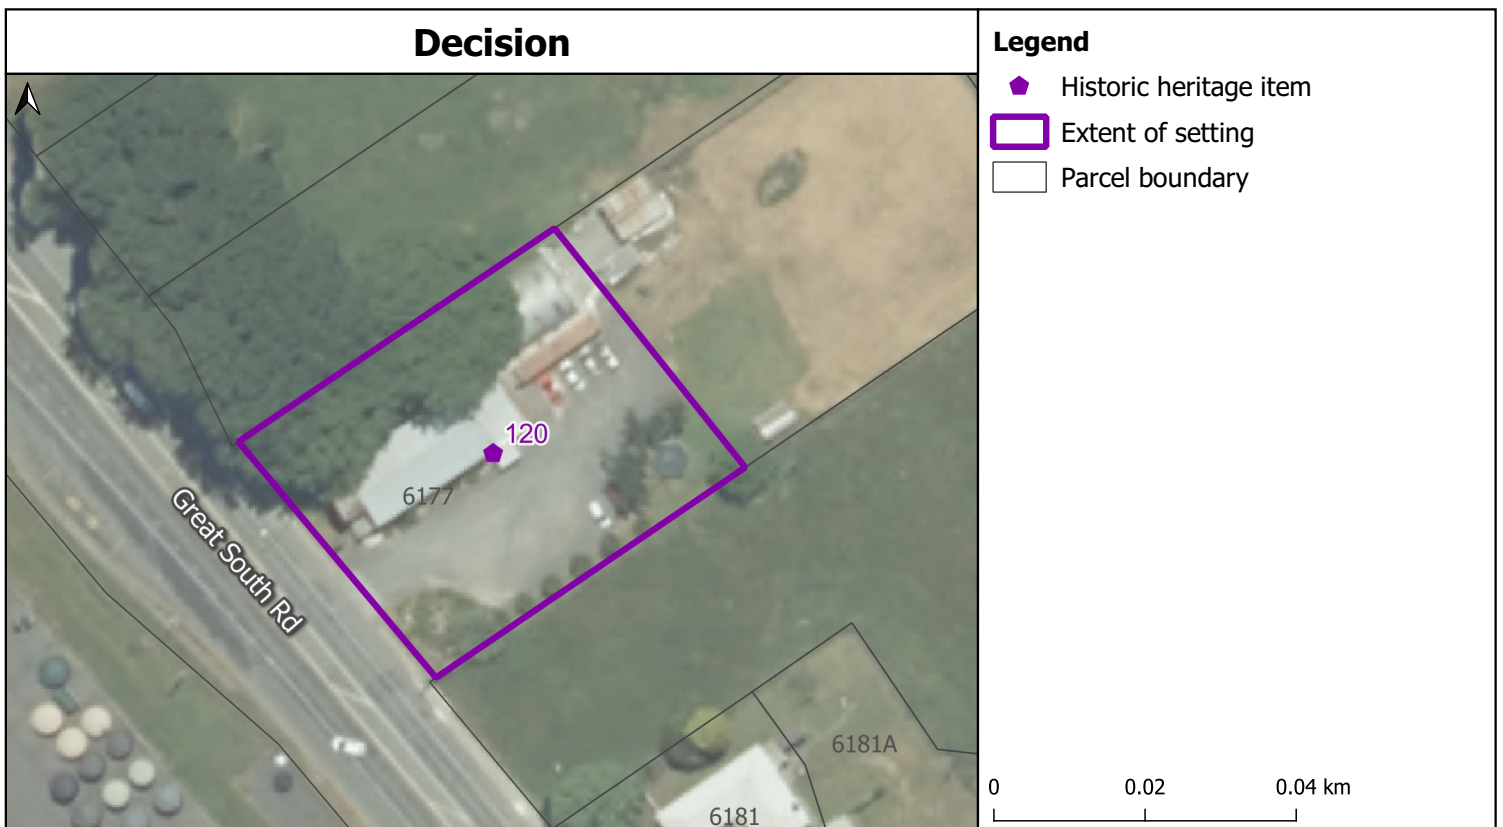 Decision
Legend
Historic heritage item
Extent of setting
Parcel boundary
120
6177
Great South Rd
6181A
6181
0 0.02 0.04 km